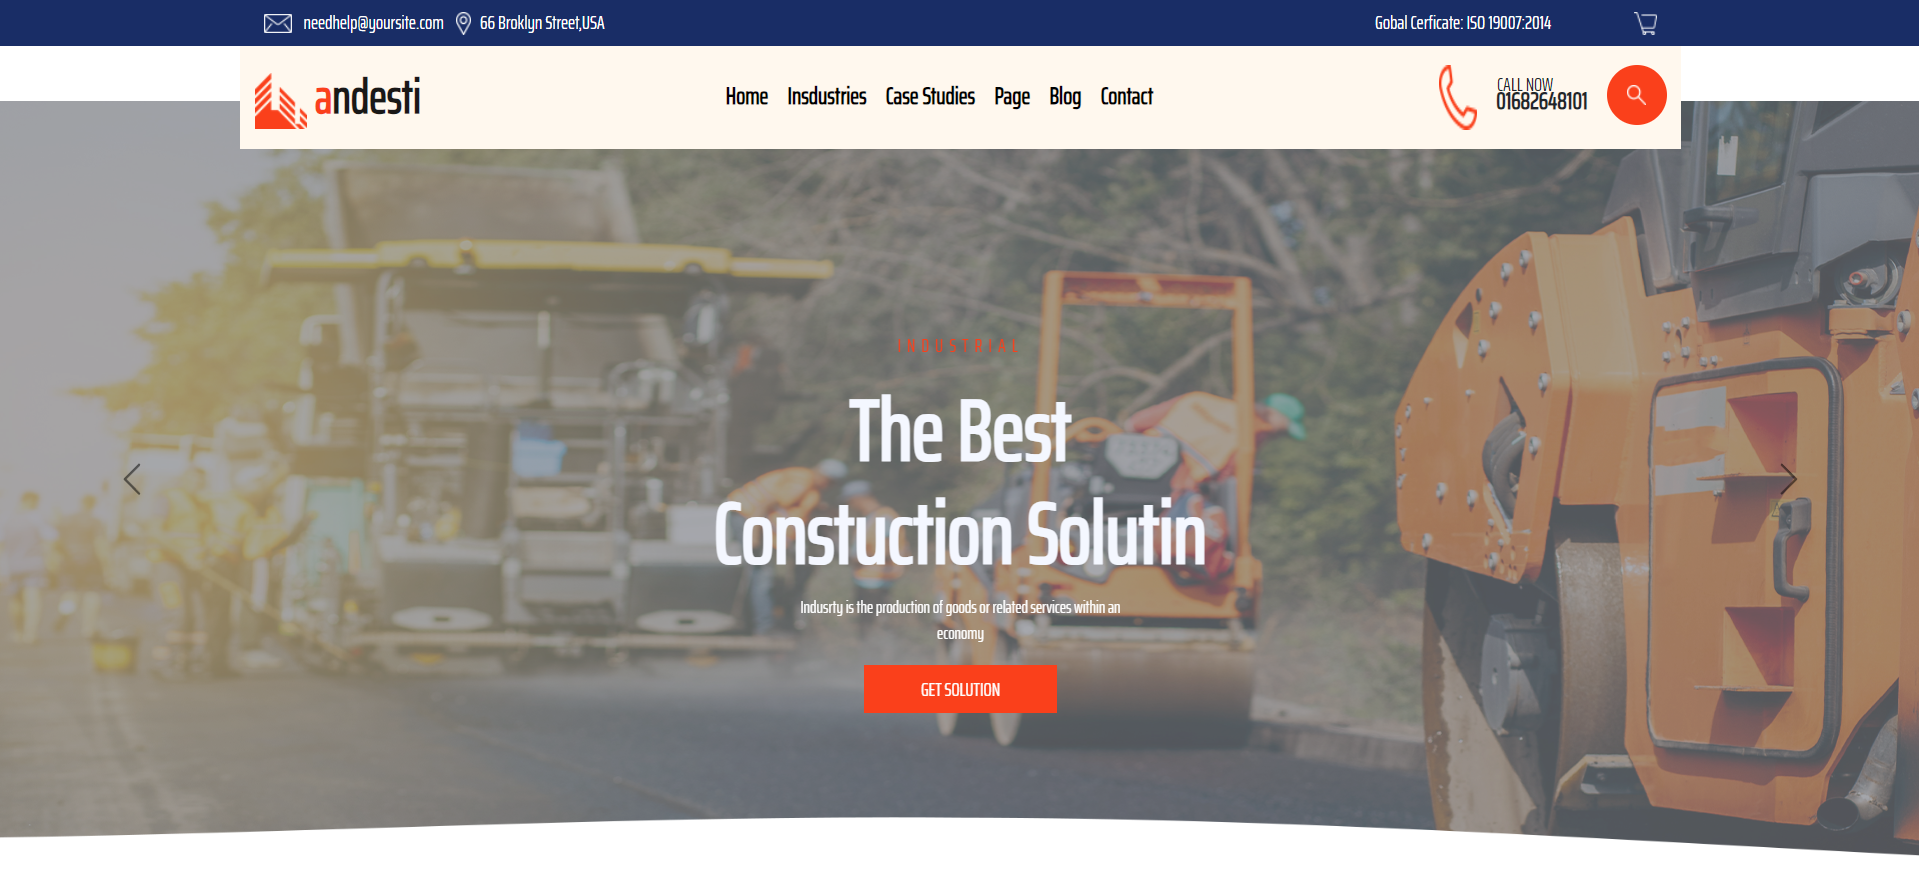 needhelp@yoursite.com
66 Broklyn Street,USA
Gobal Cerficate: ISO 19007:2014
andesti
Home
Insdustries
Case Studies
Page
Blog
Contact
CALL NOW
01682648101
INDUSTRIAL
The Best
Constuction Solutin
Indusrty is the production of goods or related services within an
economy
GET SOLUTION